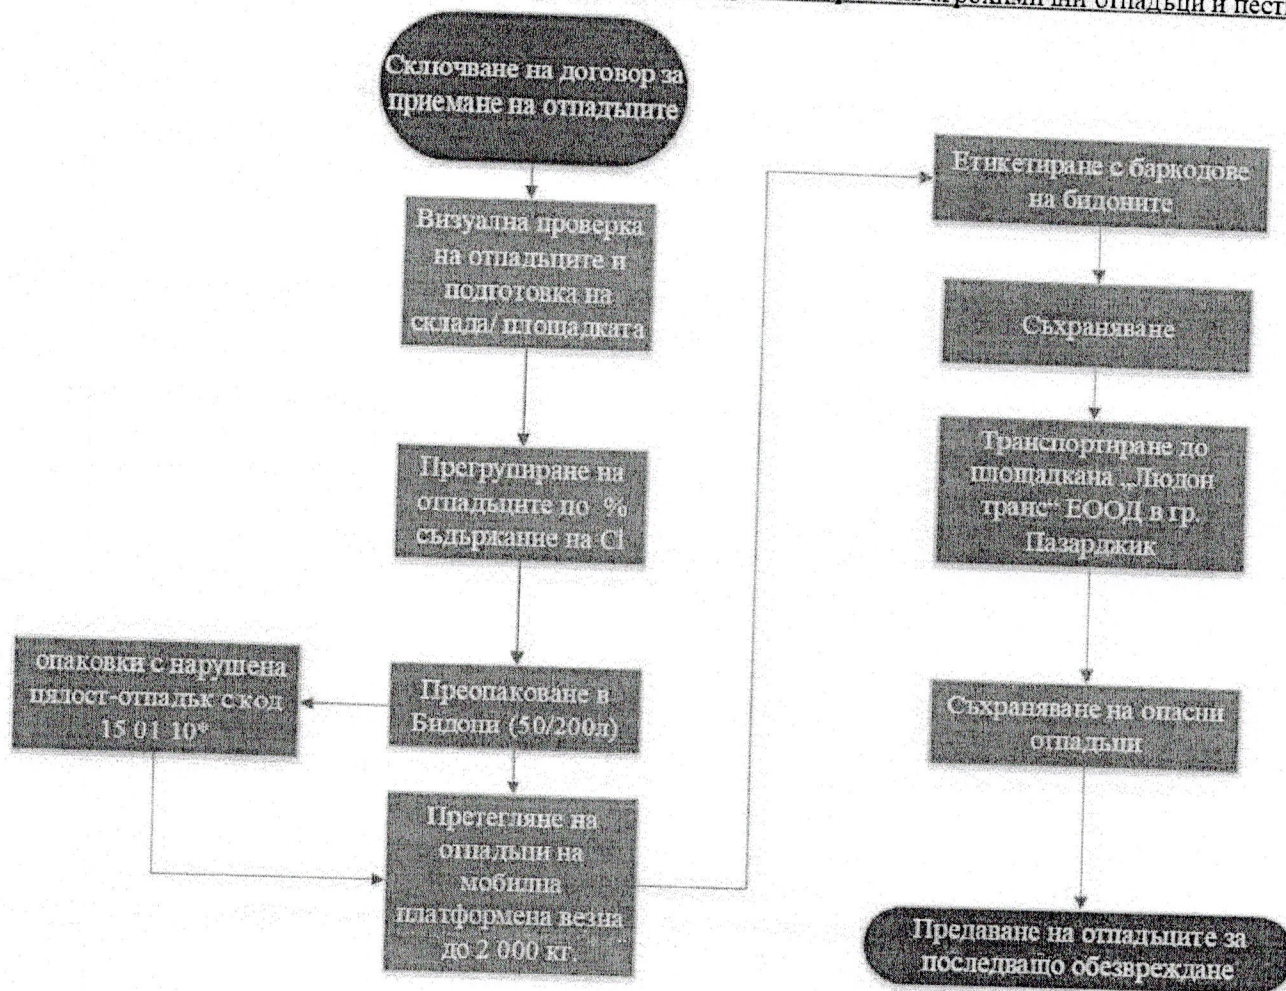 агрохимични отпадъци и
Сключване на договор за
приемане на отпадъците
Визуална проверка
на отпадъците и
подготовка на
склада/ площадката
Прегрупиране на
отпадъците по %
съдържание на Cl
Преопаковане в
Бидони (50/200л)
опаковки с нарушена
цялост-отпадък с код
15 01 10*
Претегляне на
отпадъци на
мобилна
платформена везна
до 2 000 кг.
Етикетиране с баркодове
на бидоните
Съхраняване
Транспортиране до
площадкана „Людон
транс“ ЕООД в гр.
Пазарджик
Съхраняване на опасни
отпадъци
Предаване на отпадъците за
последващо обезвреждане